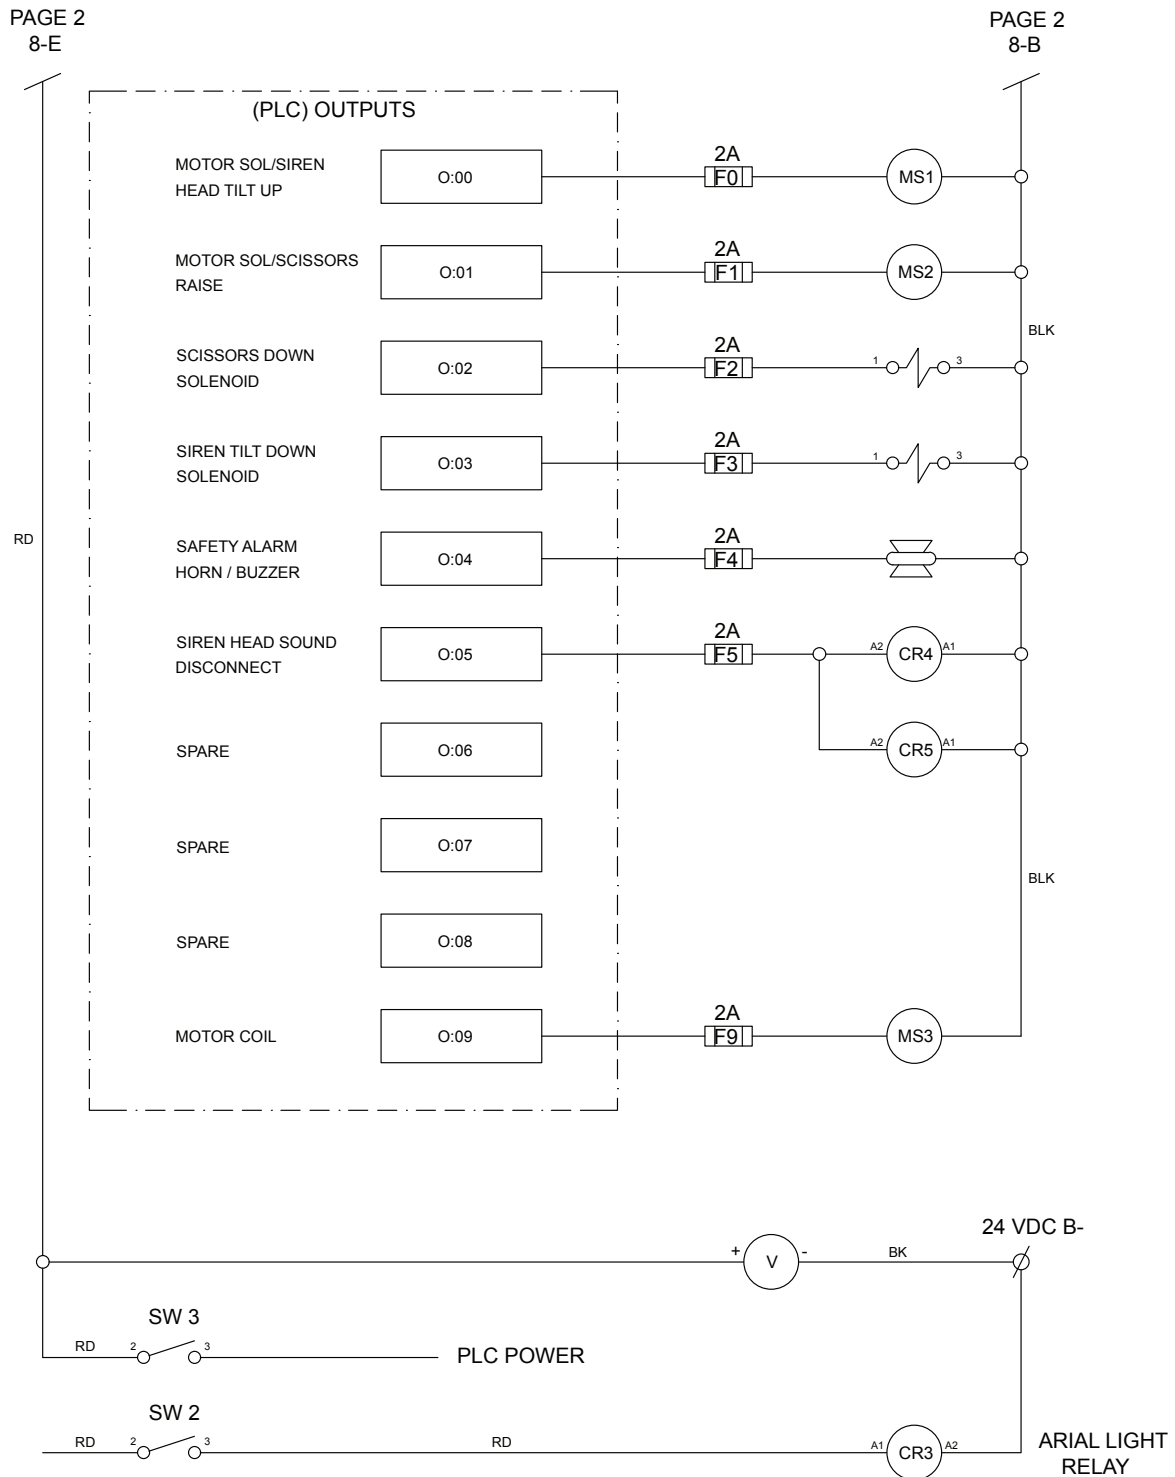 PAGE 2
8-E
PAGE 2
8-B
(PLC) OUTPUTS
MOTOR SOL/SIREN
HEAD TILT UP
O:00
2A
F0
MS1
MOTOR SOL/SCISSORS
RAISE
O:01
2A
F1
MS2
BLK
SCISSORS DOWN
SOLENOID
O:02
2A
F2
1
3
SIREN TILT DOWN
SOLENOID
O:03
2A
F3
1
3
RD
SAFETY ALARM
HORN / BUZZER
O:04
2A
F4
SIREN HEAD SOUND
DISCONNECT
O:05
2A
F5
A2
CR4
A1
SPARE
O:06
A2
CR5
A1
SPARE
O:07
BLK
SPARE
O:08
MOTOR COIL
O:09
2A
F9
MS3
24 VDC B-
+
V
-
BK
SW 3
RD
2
3
PLC POWER
SW 2
RD
2
3
RD
A1
CR3
A2
ARIAL LIGHT
RELAY